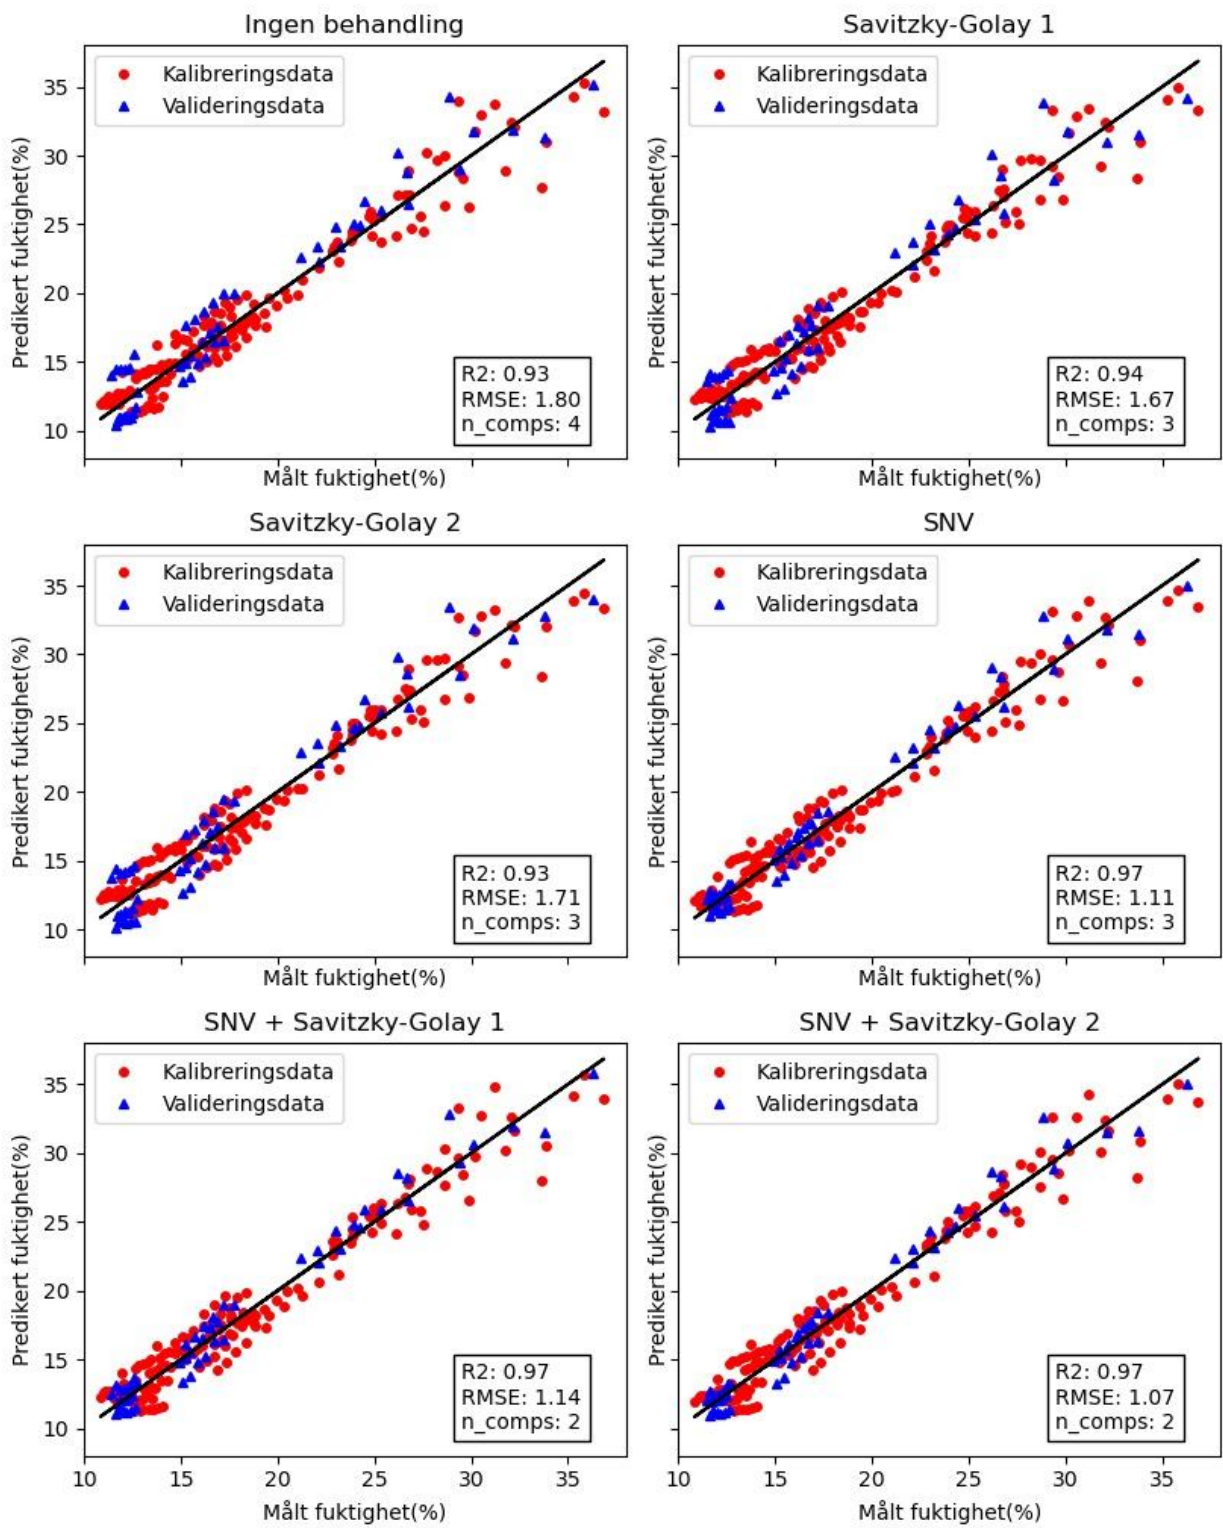 Ingen behandling
Kalibreringsdata
Valideringsdata
35
30
25
20
15
10
Predikert fuktighet(%)
R2: 0.93
RMSE: 1.80
n_comps: 4
Målt fuktighet(%)
Savitzky-Golay 1
Kalibreringsdata
Valideringsdata
Predikert fuktighet(%)
R2: 0.94
RMSE: 1.67
n_comps: 3
Målt fuktighet(%)
Savitzky-Golay 2
Kalibreringsdata
Valideringsdata
35
30
25
20
15
10
Predikert fuktighet(%)
R2: 0.93
RMSE: 1.71
n_comps: 3
Målt fuktighet(%)
SNV
Kalibreringsdata
Valideringsdata
Predikert fuktighet(%)
R2: 0.97
RMSE: 1.11
n_comps: 3
Målt fuktighet(%)
SNV + Savitzky-Golay 1
Kalibreringsdata
Valideringsdata
35
30
25
20
15
10
Predikert fuktighet(%)
R2: 0.97
RMSE: 1.14
n_comps: 2
10 15 20 25 30 35
Målt fuktighet(%)
SNV + Savitzky-Golay 2
Kalibreringsdata
Valideringsdata
Predikert fuktighet(%)
R2: 0.97
RMSE: 1.07
n_comps: 2
10 15 20 25 30 35
Målt fuktighet(%)